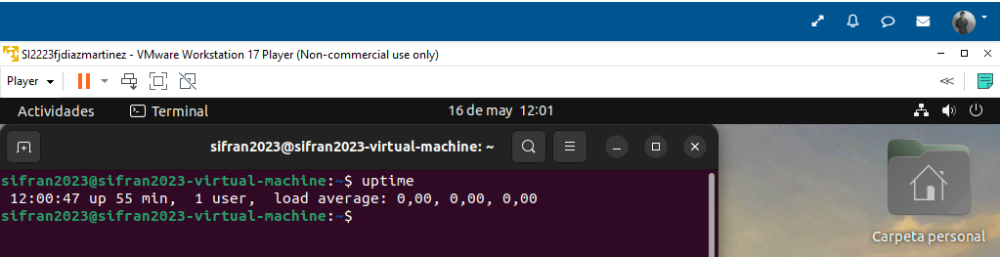 SI2223fjdiazmartinez - VMware Workstation 17 Player (Non-commercial use only)
Player
Actividades Terminal 16 de may 12:01
sifran2023@sifran2023-virtual-machine: ~
sifran2023@sifran2023-virtual-machine:~$ uptime
12:00:47 up 55 min, 1 user, load average: 0,00, 0,00, 0,00
sifran2023@sifran2023-virtual-machine:~$
Carpeta personal